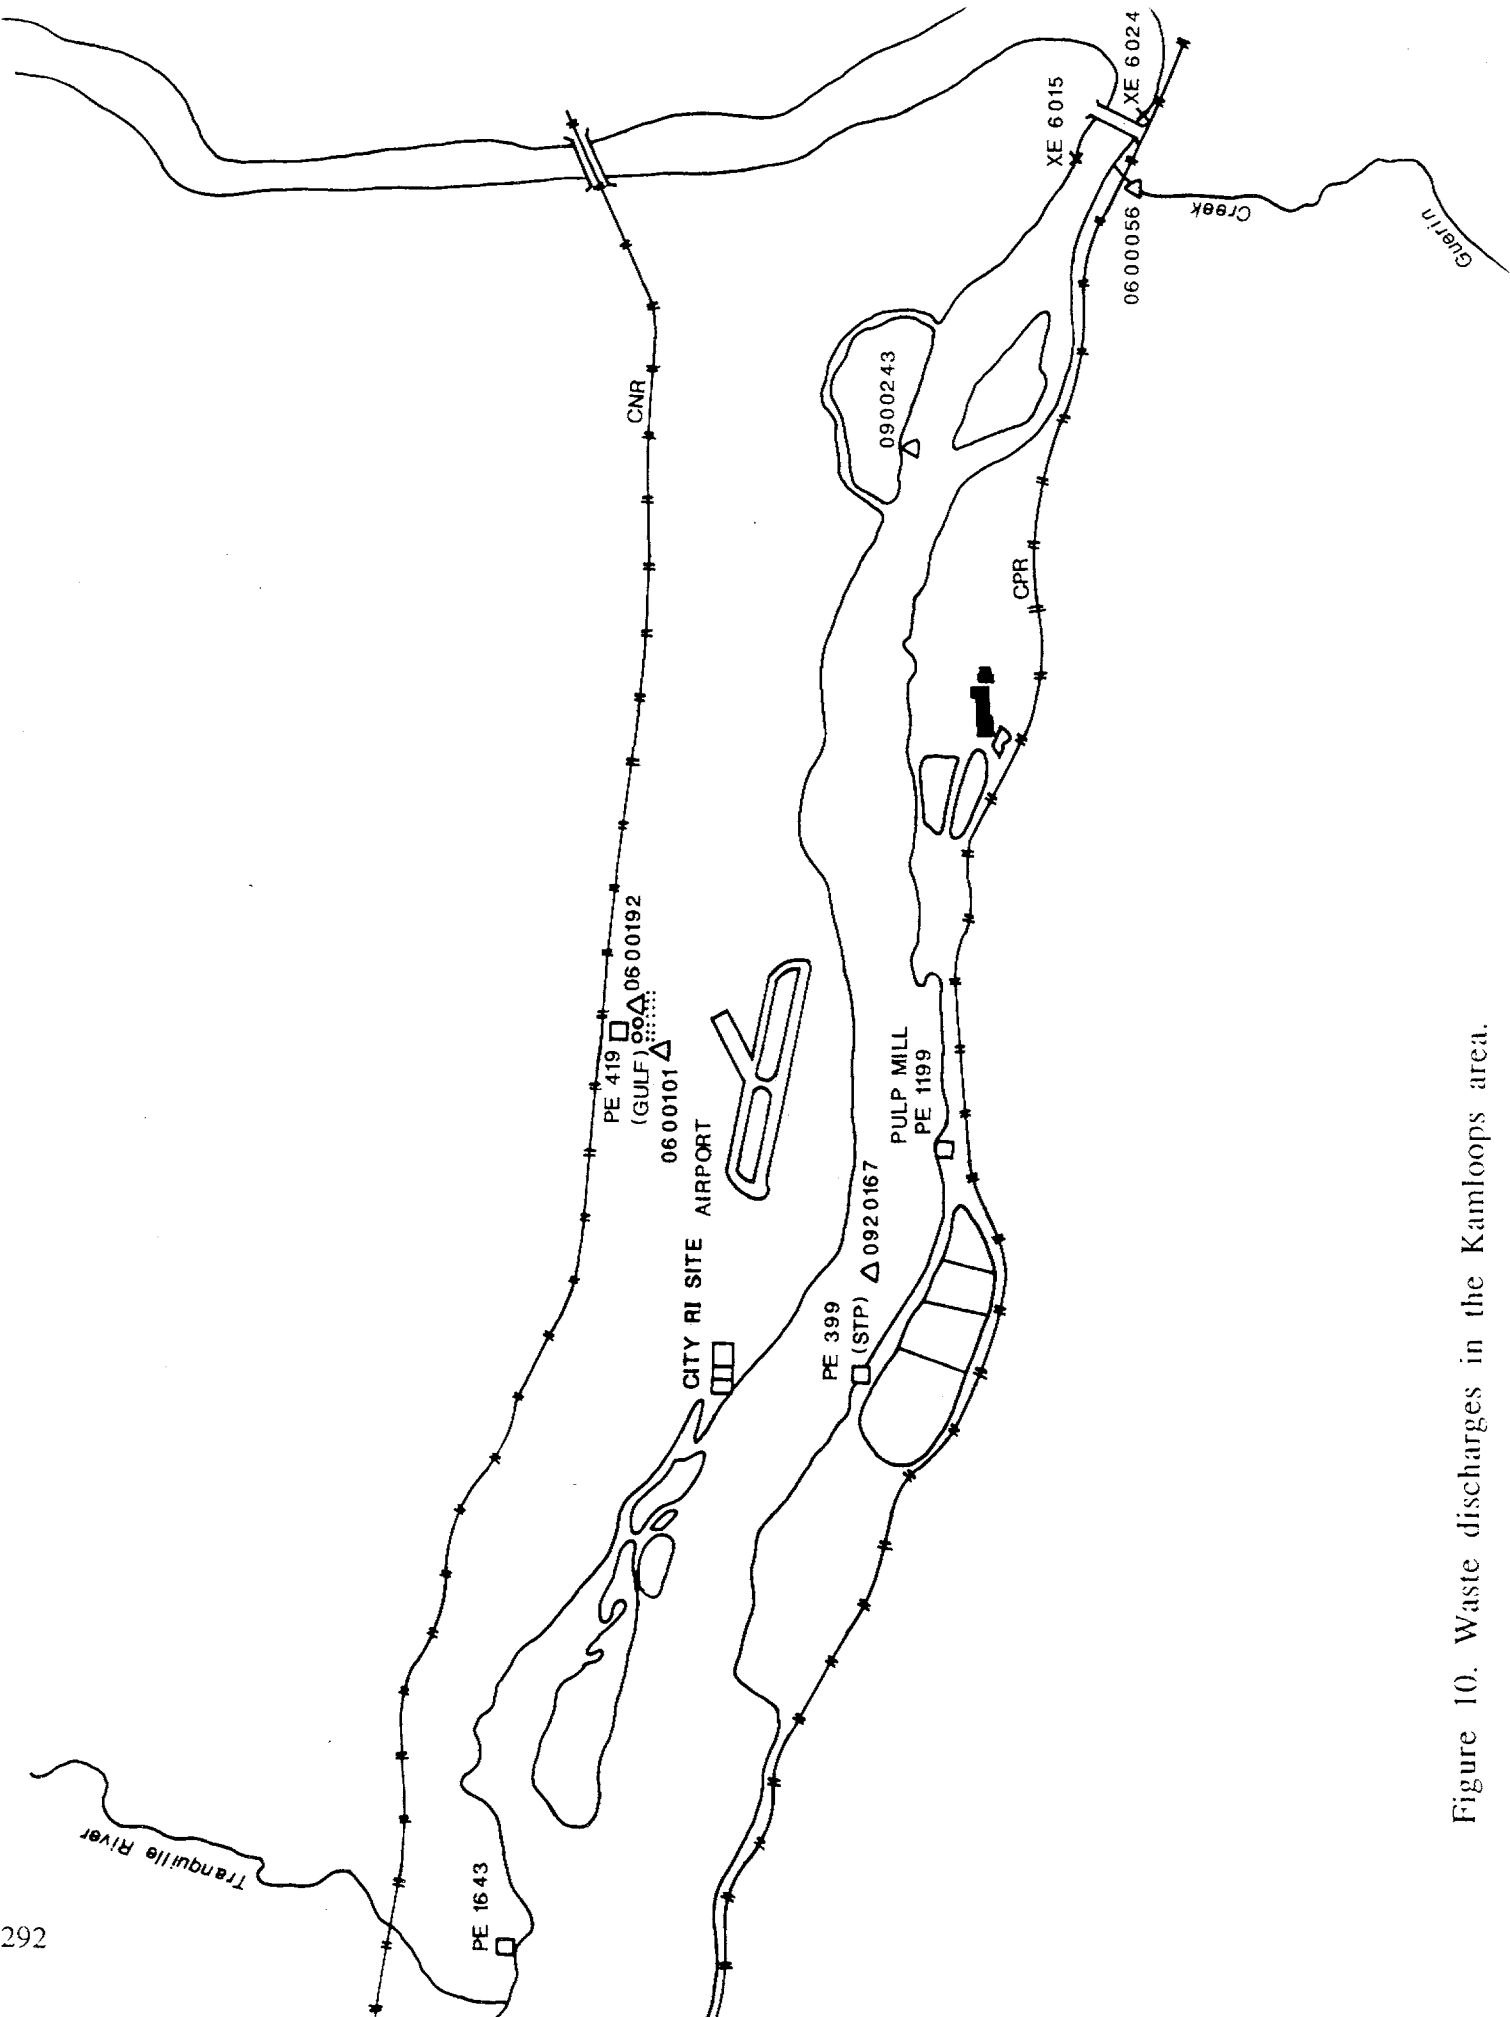 292
Tranquille River
PE 1643
CNR
PE 419
(GULF)
0600192
0600101
AIRPORT
CITY RI SITE
PE 399
(STP)
0920167
PULP MILL
PE 1199
CPR
0900243
XE 6015
XE 6024
0600056
Guerin
Creek
Figure 10. Waste discharges in the Kamloops area.